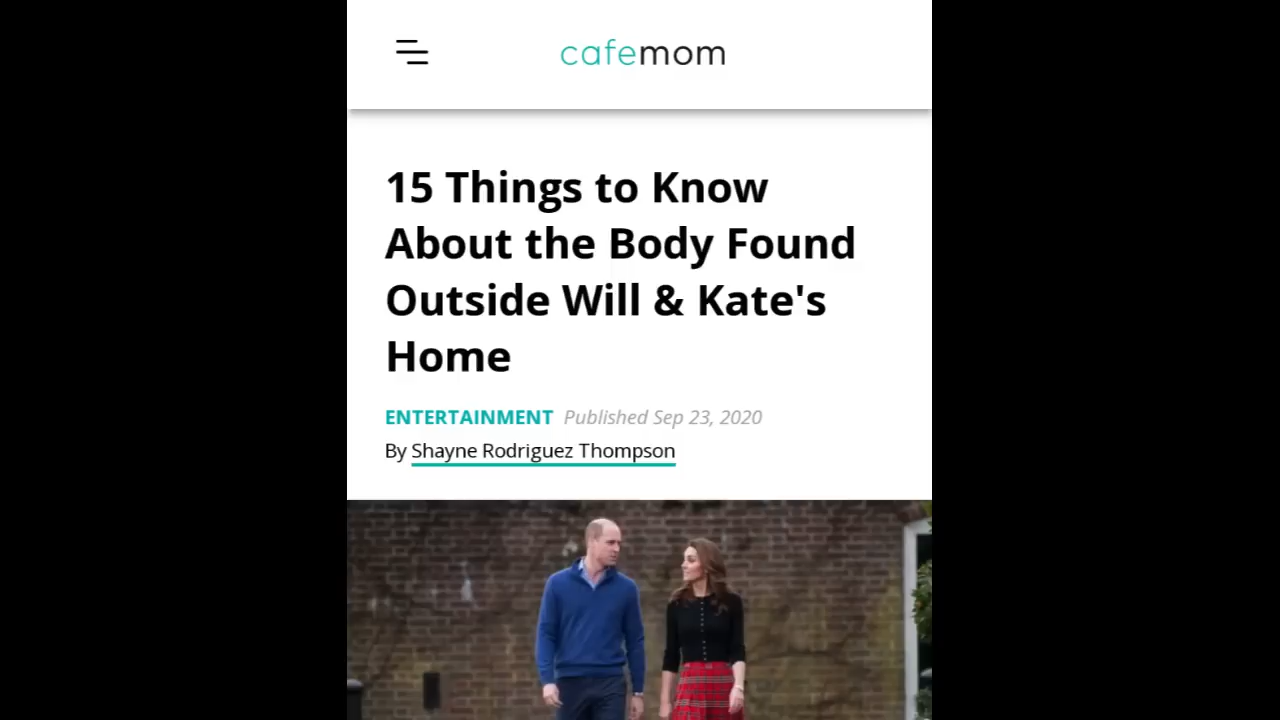 cafemom
15 Things to Know
About the Body Found
Outside Will & Kate's
Home
ENTERTAINMENT Published Sep 23, 2020
By Shayne Rodriguez Thompson